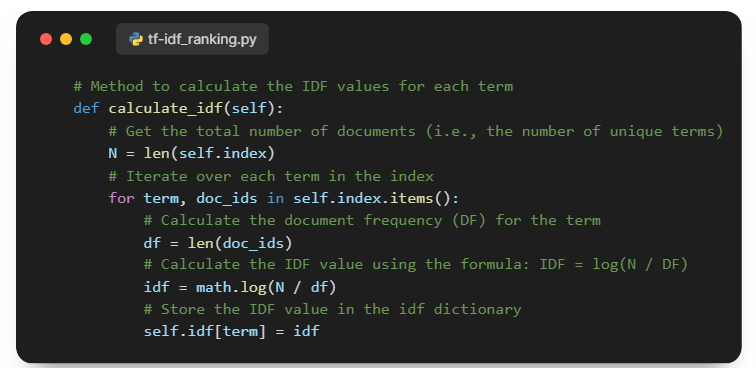 tf-idf_ranking.py
# Method to calculate the IDF values for each term
def calculate_idf(self):
# Get the total number of documents (i.e., the number of unique terms)
N = len(self.index)
# Iterate over each term in the index
for term, doc_ids in self.index.items():
# Calculate the document frequency (DF) for the term
df = len(doc_ids)
# Calculate the IDF value using the formula: IDF = log(N / DF)
idf = math.log(N / df)
# Store the IDF value in the idf dictionary
self.idf[term] = idf